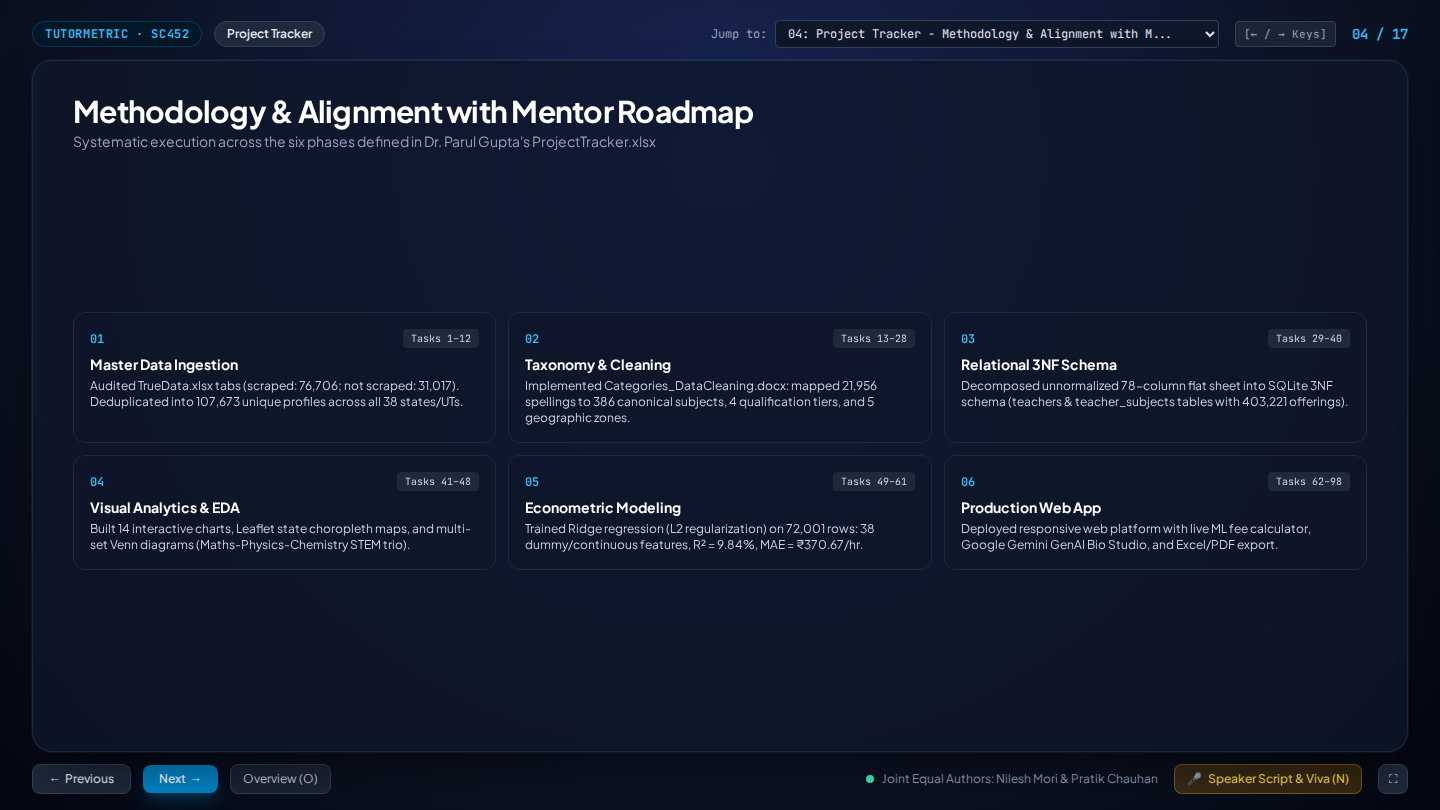 TUTORMETRIC · SC452
Project Tracker
Jump to:
04: Project Tracker - Methodology & Alignment with M...
[← / → Keys]
04 / 17
Methodology & Alignment with Mentor Roadmap
Systematic execution across the six phases defined in Dr. Parul Gupta's ProjectTracker.xlsx
01
Tasks 1–12
Master Data Ingestion
Audited TrueData.xlsx tabs (scraped: 76,706; not scraped: 31,017).
Deduplicated into 107,673 unique profiles across all 38 states/UTs.
02
Tasks 13–28
Taxonomy & Cleaning
Implemented Categories_DataCleaning.docx: mapped 21,956
spellings to 386 canonical subjects, 4 qualification tiers, and 5
geographic zones.
03
Tasks 29–40
Relational 3NF Schema
Decomposed unnormalized 78-column flat sheet into SQLite 3NF
schema (teachers & teacher_subjects tables with 403,221 offerings).
04
Tasks 41–48
Visual Analytics & EDA
Built 14 interactive charts, Leaflet state choropleth maps, and multi-
set Venn diagrams (Maths-Physics-Chemistry STEM trio).
05
Tasks 49–61
Econometric Modeling
Trained Ridge regression (L2 regularization) on 72,001 rows: 38
dummy/continuous features, R² = 9.84%, MAE = ₹370.67/hr.
06
Tasks 62–98
Production Web App
Deployed responsive web platform with live ML fee calculator,
Google Gemini GenAI Bio Studio, and Excel/PDF export.
← Previous
Next →
Overview (O)
Joint Equal Authors: Nilesh Mori & Pratik Chauhan
🎤 Speaker Script & Viva (N)